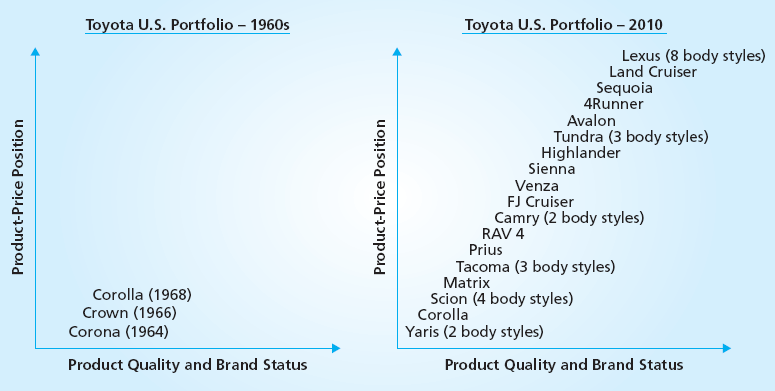 Toyota U.S. Portfolio – 1960s
Product-Price Position
Corolla (1968)
Crown (1966)
Corona (1964)
Product Quality and Brand Status
Toyota U.S. Portfolio – 2010
Product-Price Position
Lexus (8 body styles)
Land Cruiser
Sequoia
4Runner
Avalon
Tundra (3 body styles)
Highlander
Sienna
Venza
FJ Cruiser
Camry (2 body styles)
RAV 4
Prius
Tacoma (3 body styles)
Matrix
Scion (4 body styles)
Corolla
Yaris (2 body styles)
Product Quality and Brand Status